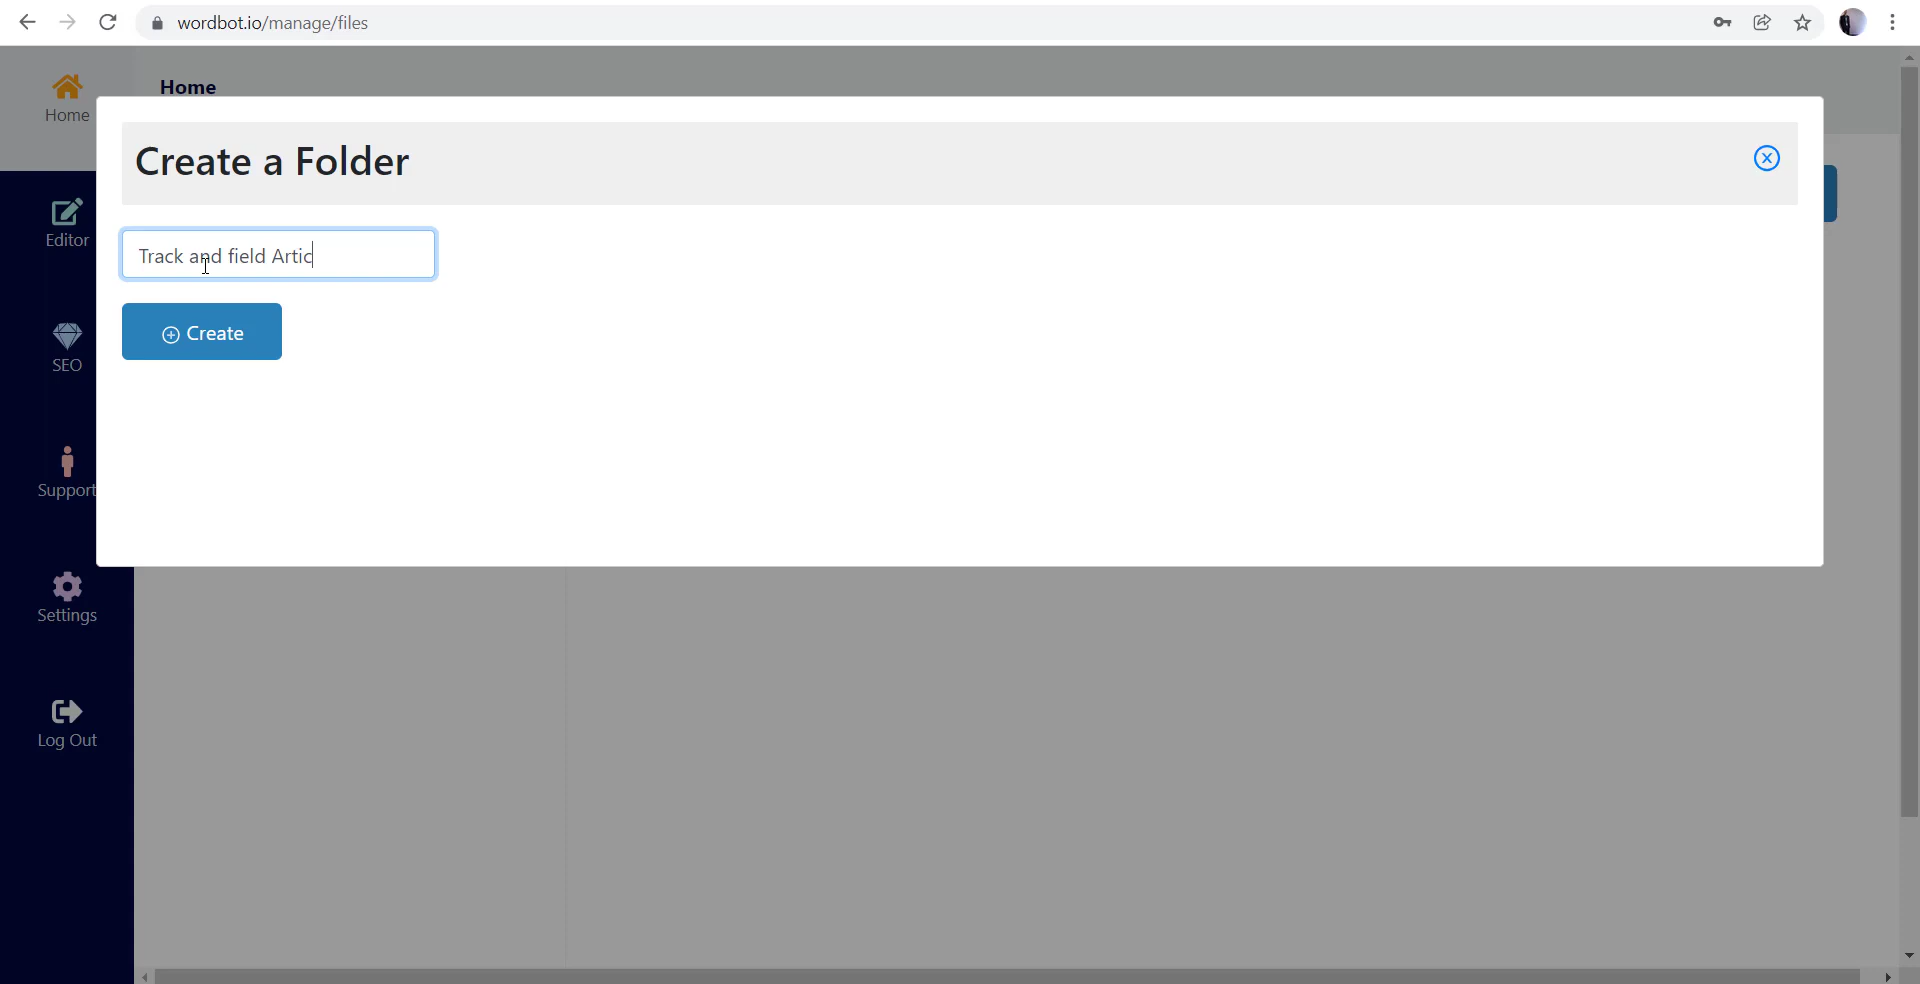 wordbot.io/manage/files
Home
Home
Create a Folder
Track and field Artic
Create
Editor
SEO
Support
Settings
Log Out